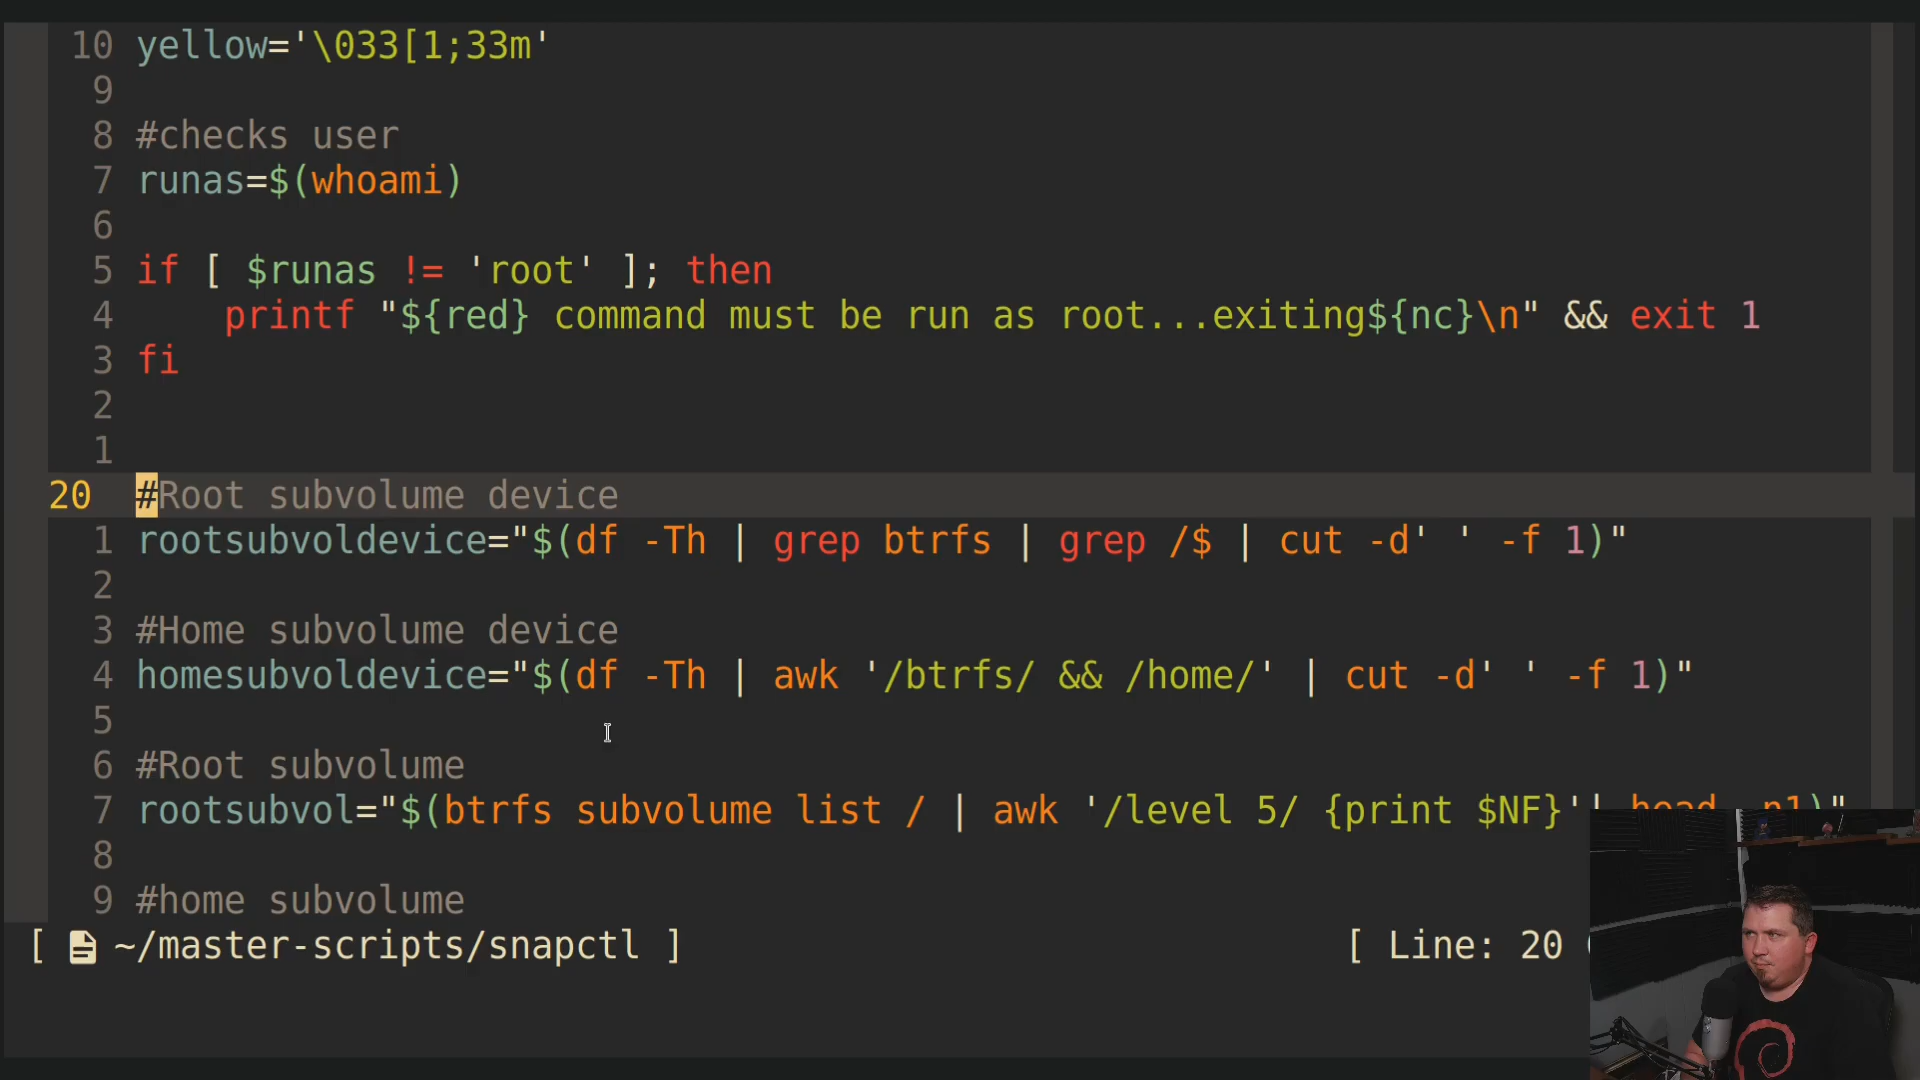 10 yellow='\033[1;33m'
9
8 #checks user
7 runas=$(whoami)
6
5 if [ $runas != 'root' ]; then
4     printf "${red} command must be run as root...exiting${nc}\n" && exit 1
3 fi
2
1
20 #Root subvolume device
1 rootsubvoldevice="$(df -Th | grep btrfs | grep /$ | cut -d' ' -f 1)"
2
3 #Home subvolume device
4 homesubvoldevice="$(df -Th | awk '/btrfs/ && /home/' | cut -d' ' -f 1)"
5
6 #Root subvolume
7 rootsubvol="$(btrfs subvolume list / | awk '/level 5/ {print $NF}'| head -n1)"
8
9 #home subvolume
[ ~/master-scripts/snapctl ] [ Line: 20